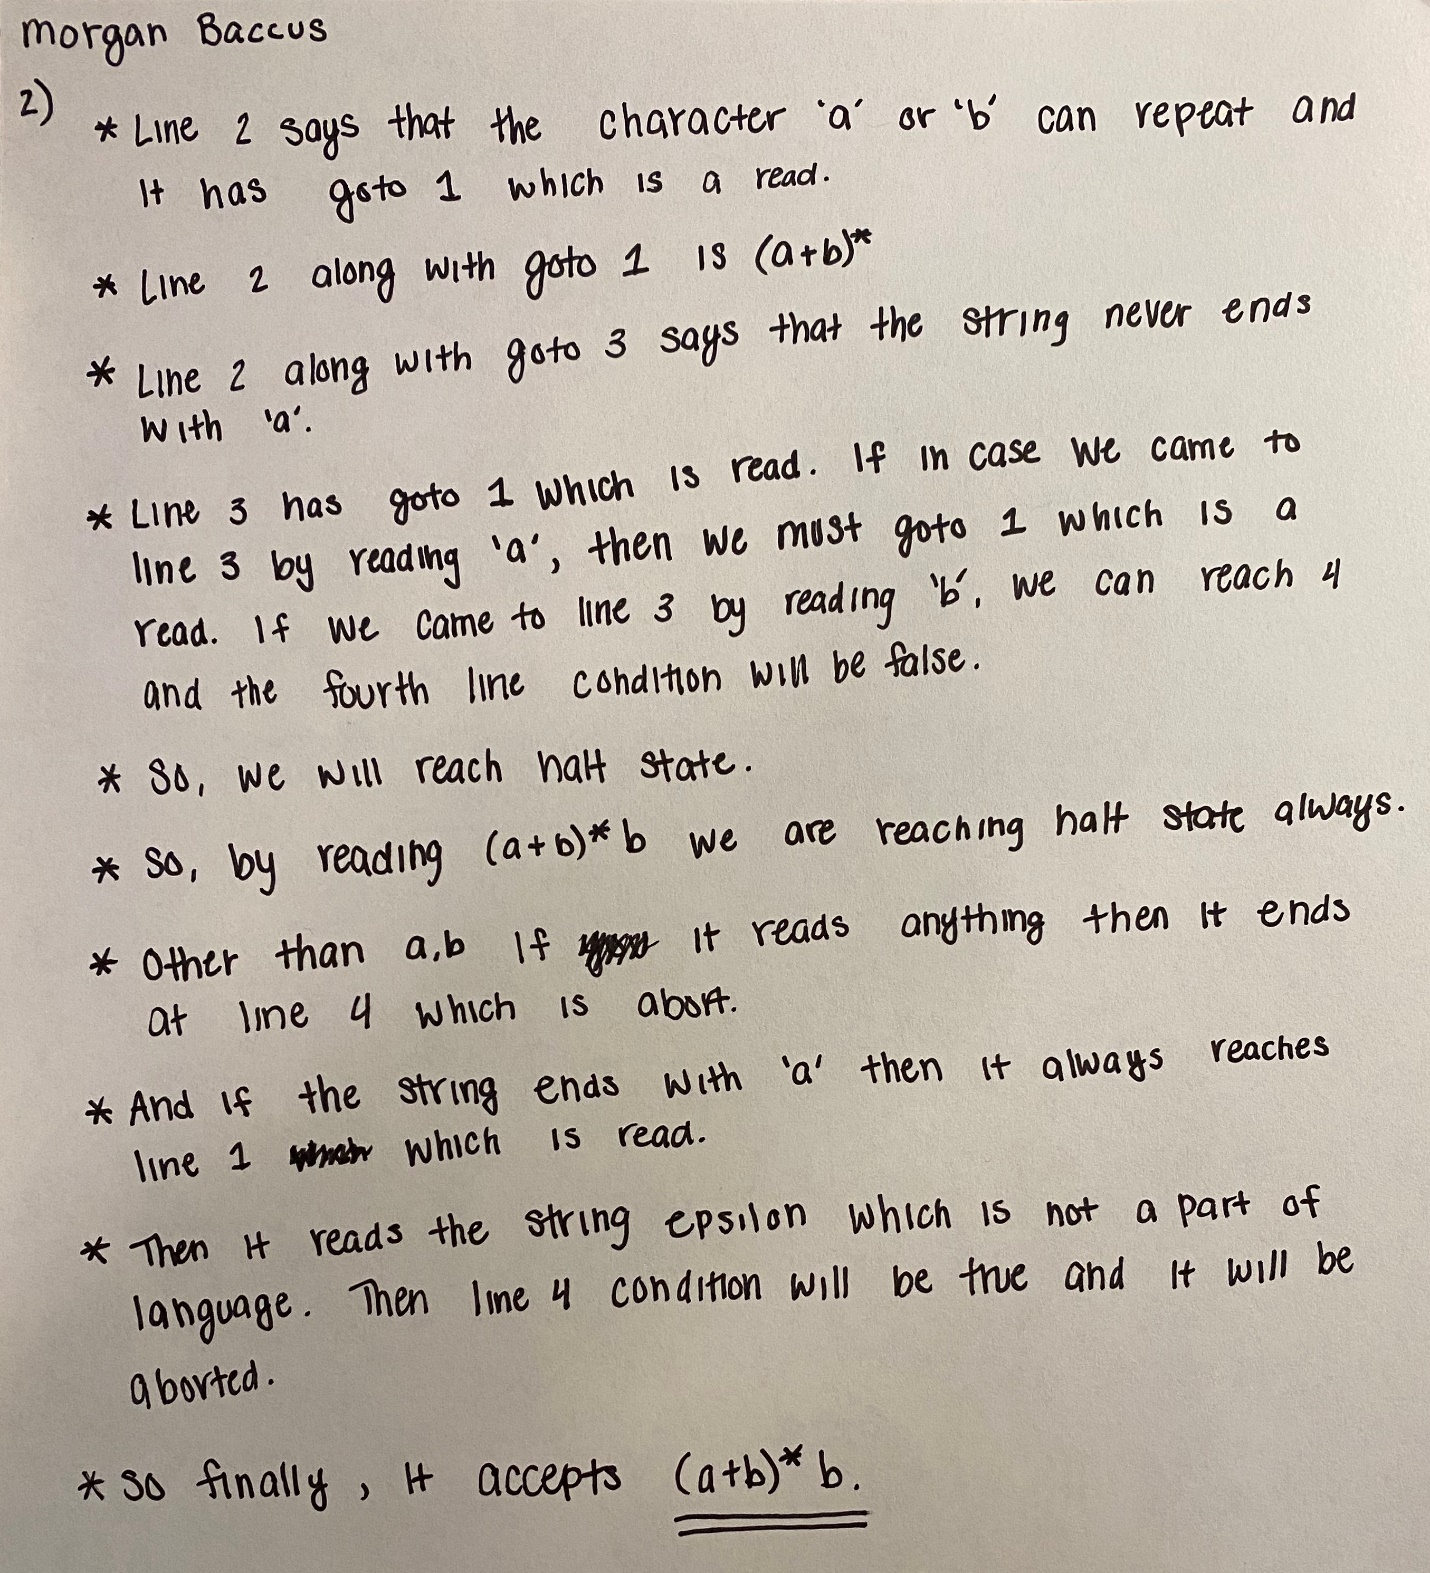 Morgan Baccus
2) * Line 2 says that the character 'a' or 'b' can repeat and
it has goto 1 which is a read.
* Line 2 along with goto 1 is (a+b)*
* Line 2 along with goto 3 says that the string never ends
with 'a'.
* Line 3 has goto 1 which is read. If in case we came to
line 3 by reading 'a', then we must goto 1 which is a
read. If we came to line 3 by reading 'b', we can reach 4
and the fourth line condition will be false.
* So, we will reach halt state.
* So, by reading (a+b)* b we are reaching halt state always.
* Other than a,b if it reads anything then it ends
at line 4 which is abort.
* And if the string ends with 'a' then it always reaches
line 1 which is read.
* Then it reads the string epsilon which is not a part of
language. Then line 4 condition will be true and it will be
aborted.
* So finally, it accepts (a+b)* b.